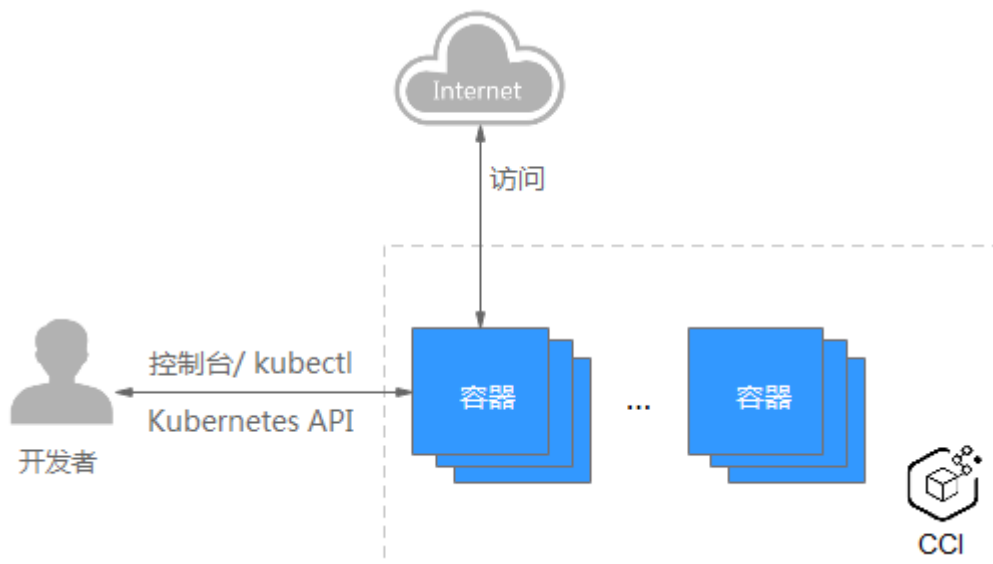 Internet
访问
控制台/ kubectl
Kubernetes API
开发者
容器
...
容器
CCI